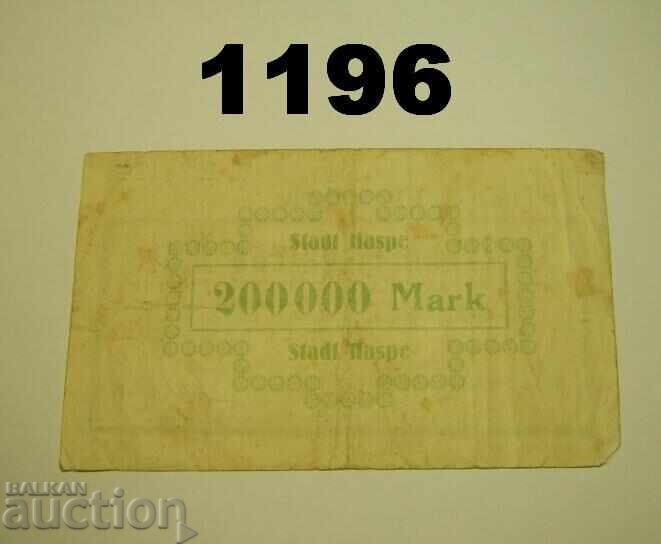 1196
Stadt Haspe
200000 Mark
Stadt Haspe
BALKAN
auction